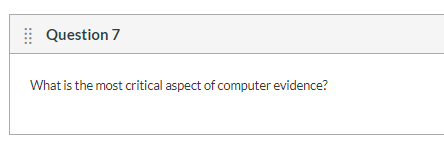 Question 7
What is the most critical aspect of computer evidence?